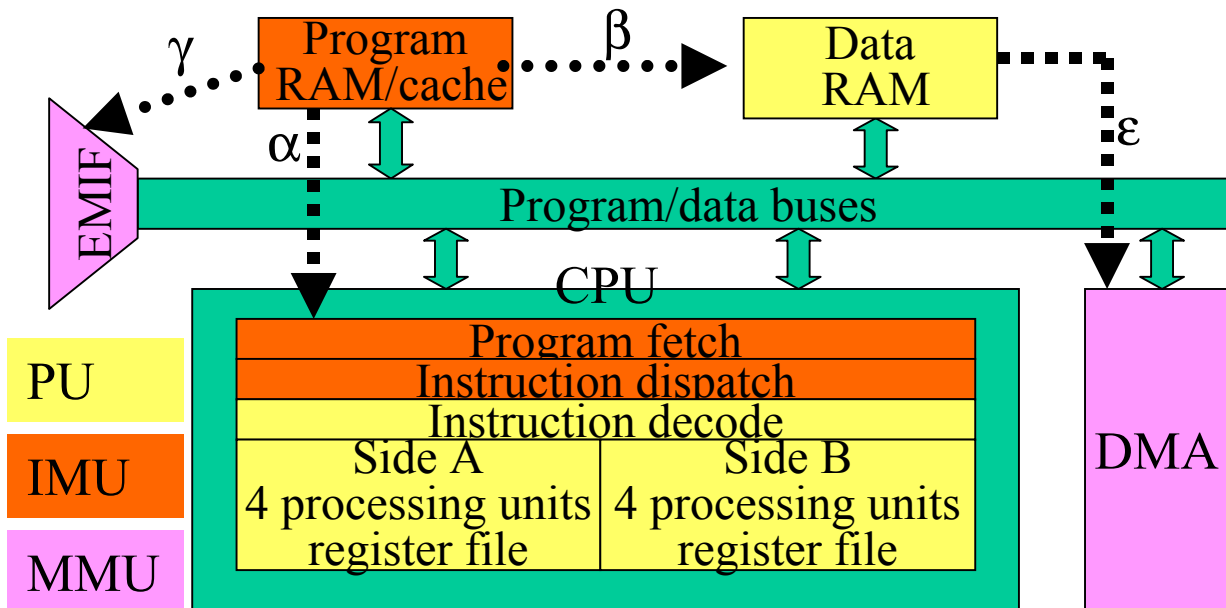 γ
Program
RAM/cache
β
Data
RAM
α
ε
EMIF
Program/data buses
CPU
Program fetch
Instruction dispatch
Instruction decode
Side A
4 processing units
register file
Side B
4 processing units
register file
DMA
PU
IMU
MMU